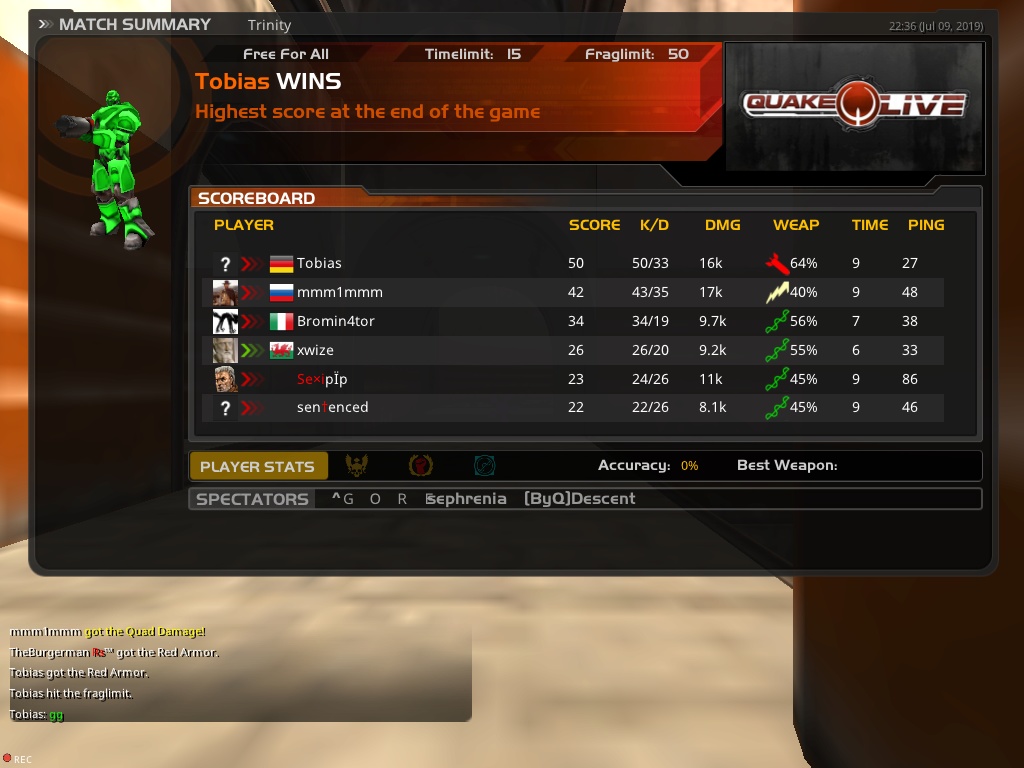 MATCH SUMMARY Trinity 22:36 (Jul 09, 2019)
Free For All Timelimit: 15 Fraglimit: 50
Tobias WINS
Highest score at the end of the game
QUAKE LIVE
SCOREBOARD
PLAYER SCORE K/D DMG WEAP TIME PING
? Tobias 50 50/33 16k 64% 9 27
mmm1mmm 42 43/35 17k 40% 9 48
Bromin4tor 34 34/19 9.7k 56% 7 38
xwize 26 26/20 9.2k 55% 6 33
Se×ipÏp 23 24/26 11k 45% 9 86
? sen†enced 22 22/26 8.1k 45% 9 46
PLAYER STATS Accuracy: 0% Best Weapon:
SPECTATORS ^G O R Sephrenia [ByQ]Descent
mmm1mmm got the Quad Damage!
TheBurgerman Rs™ got the Red Armor.
Tobias got the Red Armor.
Tobias hit the fraglimit.
Tobias: gg
REC